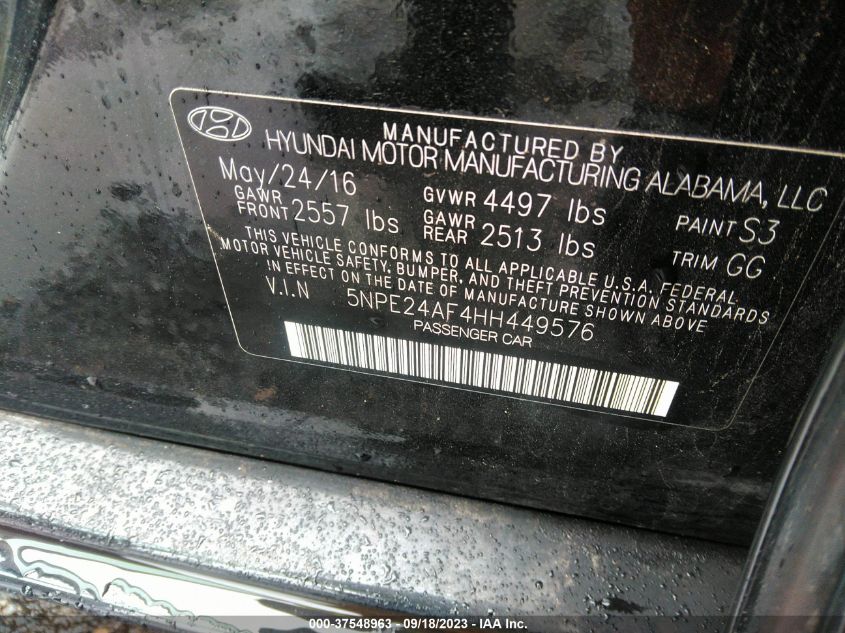 MANUFACTURED BY
HYUNDAI MOTOR MANUFACTURING ALABAMA, LLC
May/24/16 GVWR 4497 lbs PAINT S3
GAWR FRONT 2557 lbs GAWR REAR 2513 lbs TRIM GG
THIS VEHICLE CONFORMS TO ALL APPLICABLE U.S.A. FEDERAL
MOTOR VEHICLE SAFETY, BUMPER, AND THEFT PREVENTION STANDARDS
IN EFFECT ON THE DATE OF MANUFACTURE SHOWN ABOVE
V.I.N 5NPE24AF4HH449576
PASSENGER CAR
000-37548963 - 09/18/2023 - IAA Inc.